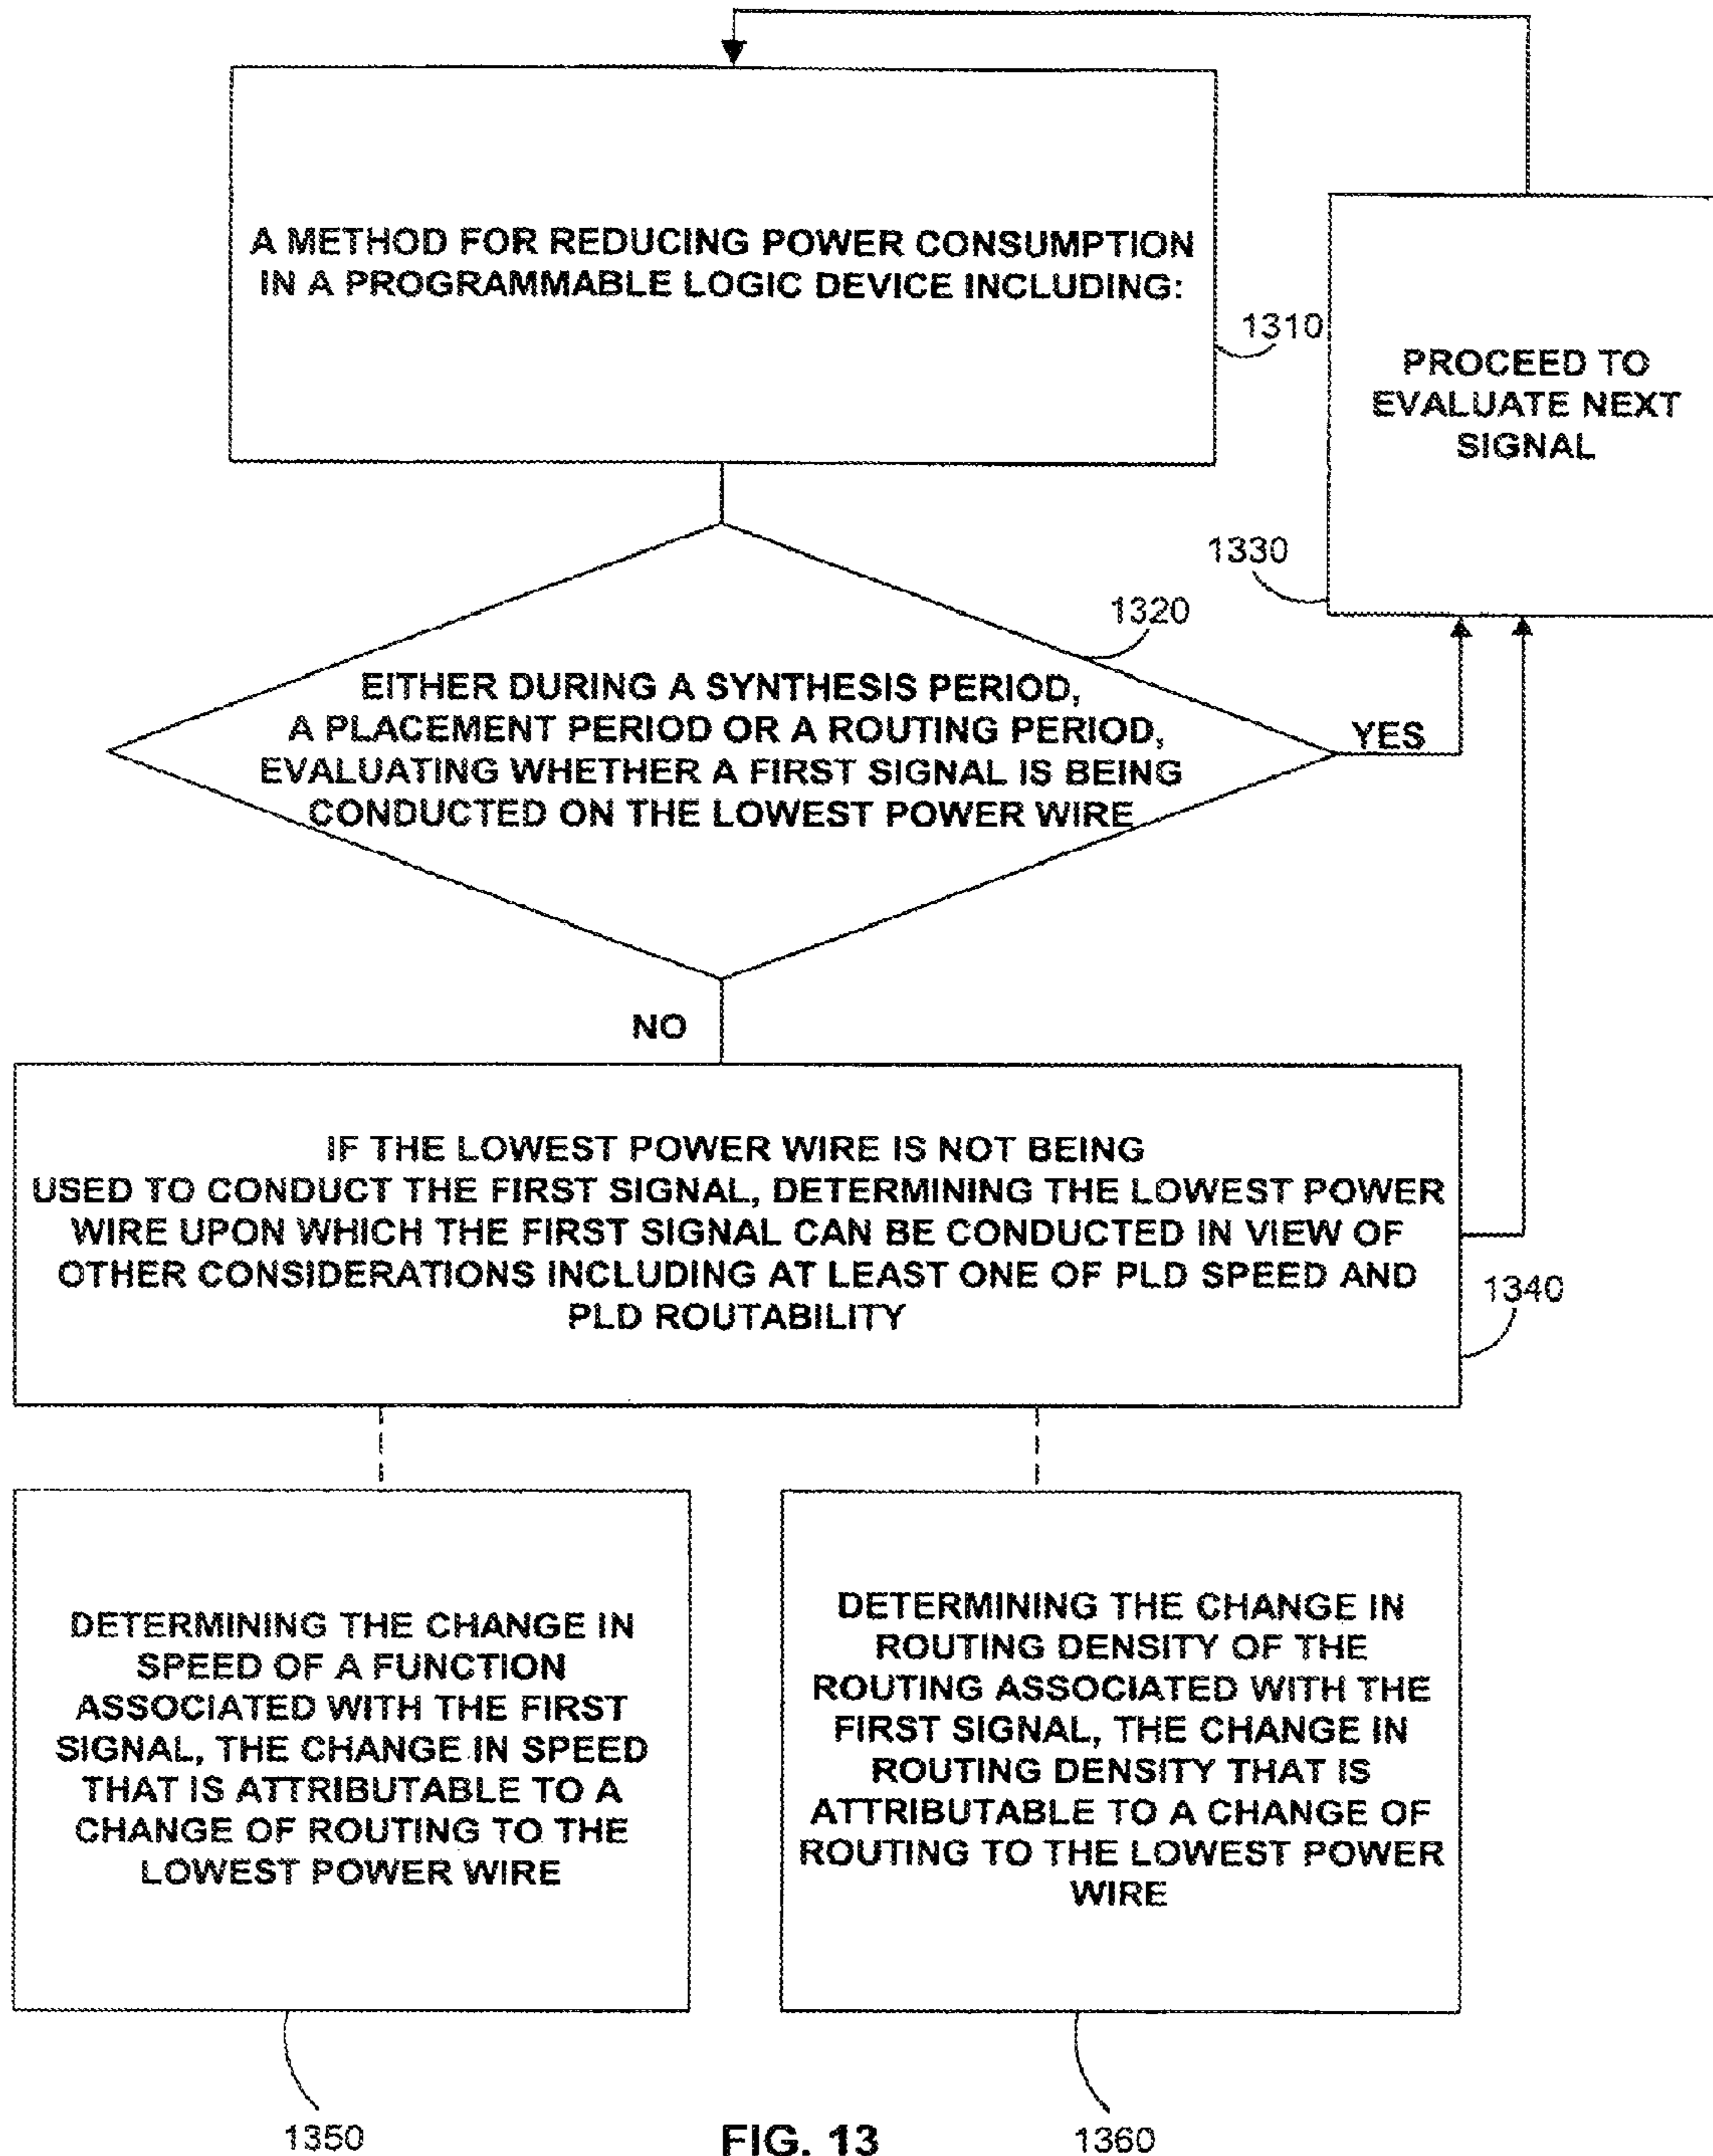 A METHOD FOR REDUCING POWER CONSUMPTION
IN A PROGRAMMABLE LOGIC DEVICE INCLUDING:
1310
PROCEED TO
EVALUATE NEXT
SIGNAL
1330
1320
EITHER DURING A SYNTHESIS PERIOD,
A PLACEMENT PERIOD OR A ROUTING PERIOD,
EVALUATING WHETHER A FIRST SIGNAL IS BEING
CONDUCTED ON THE LOWEST POWER WIRE
YES
NO
IF THE LOWEST POWER WIRE IS NOT BEING
USED TO CONDUCT THE FIRST SIGNAL, DETERMINING THE LOWEST POWER
WIRE UPON WHICH THE FIRST SIGNAL CAN BE CONDUCTED IN VIEW OF
OTHER CONSIDERATIONS INCLUDING AT LEAST ONE OF PLD SPEED AND
PLD ROUTABILITY
1340
DETERMINING THE CHANGE IN
SPEED OF A FUNCTION
ASSOCIATED WITH THE FIRST
SIGNAL, THE CHANGE IN SPEED
THAT IS ATTRIBUTABLE TO A
CHANGE OF ROUTING TO THE
LOWEST POWER WIRE
1350
DETERMINING THE CHANGE IN
ROUTING DENSITY OF THE
ROUTING ASSOCIATED WITH THE
FIRST SIGNAL, THE CHANGE IN
ROUTING DENSITY THAT IS
ATTRIBUTABLE TO A CHANGE OF
ROUTING TO THE LOWEST POWER
WIRE
1360
FIG. 13